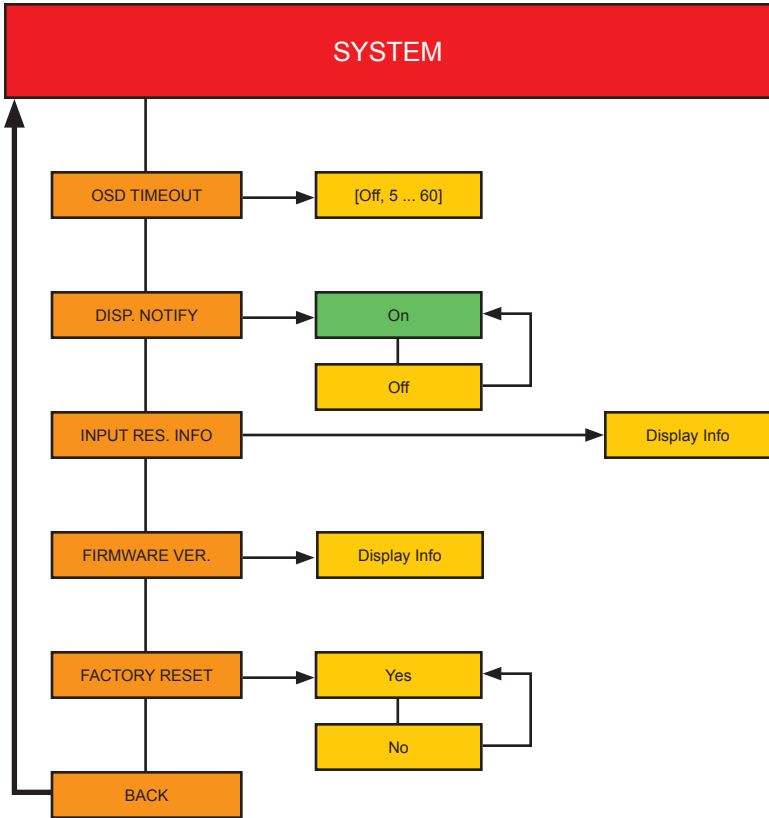 SYSTEM
OSD TIMEOUT
[Off, 5 ... 60]
DISP. NOTIFY
On
Off
INPUT RES. INFO
Display Info
FIRMWARE VER.
Display Info
FACTORY RESET
Yes
No
BACK